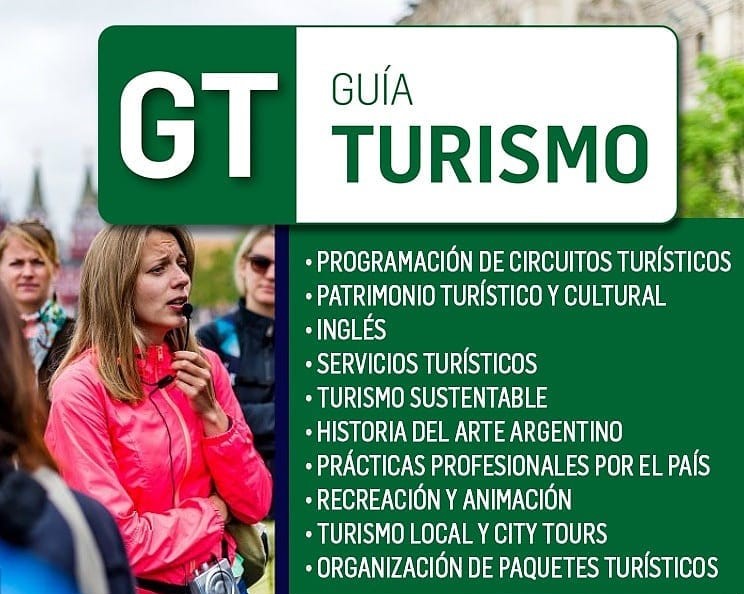 GT
GUÍA
TURISMO
• PROGRAMACIÓN DE CIRCUITOS TURÍSTICOS
• PATRIMONIO TURÍSTICO Y CULTURAL
• INGLÉS
• SERVICIOS TURÍSTICOS
• TURISMO SUSTENTABLE
• HISTORIA DEL ARTE ARGENTINO
• PRÁCTICAS PROFESIONALES POR EL PAÍS
• RECREACIÓN Y ANIMACIÓN
• TURISMO LOCAL Y CITY TOURS
• ORGANIZACIÓN DE PAQUETES TURÍSTICOS